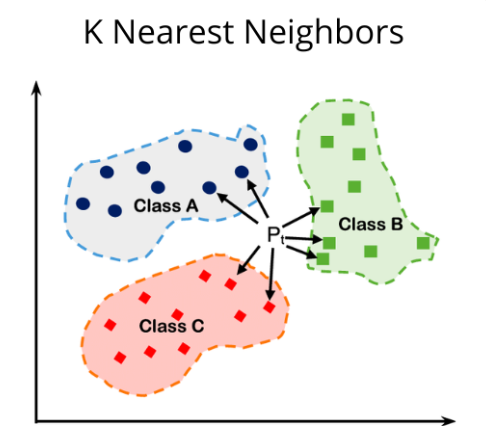 K Nearest Neighbors
Class A
Class B
Pt
Class C